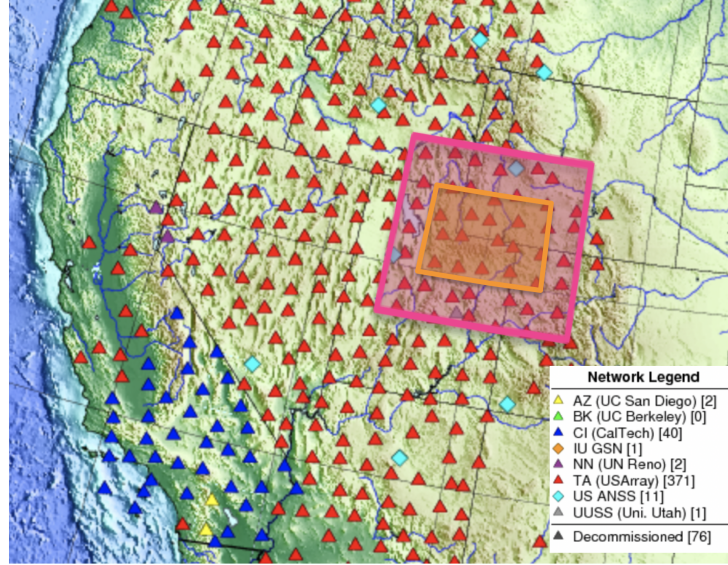 Network Legend
AZ (UC San Diego) [2]
BK (UC Berkeley) [0]
CI (CalTech) [40]
IU GSN [1]
NN (UN Reno) [2]
TA (USArray) [371]
US ANSS [11]
UUSS (Uni. Utah) [1]
Decommissioned [76]